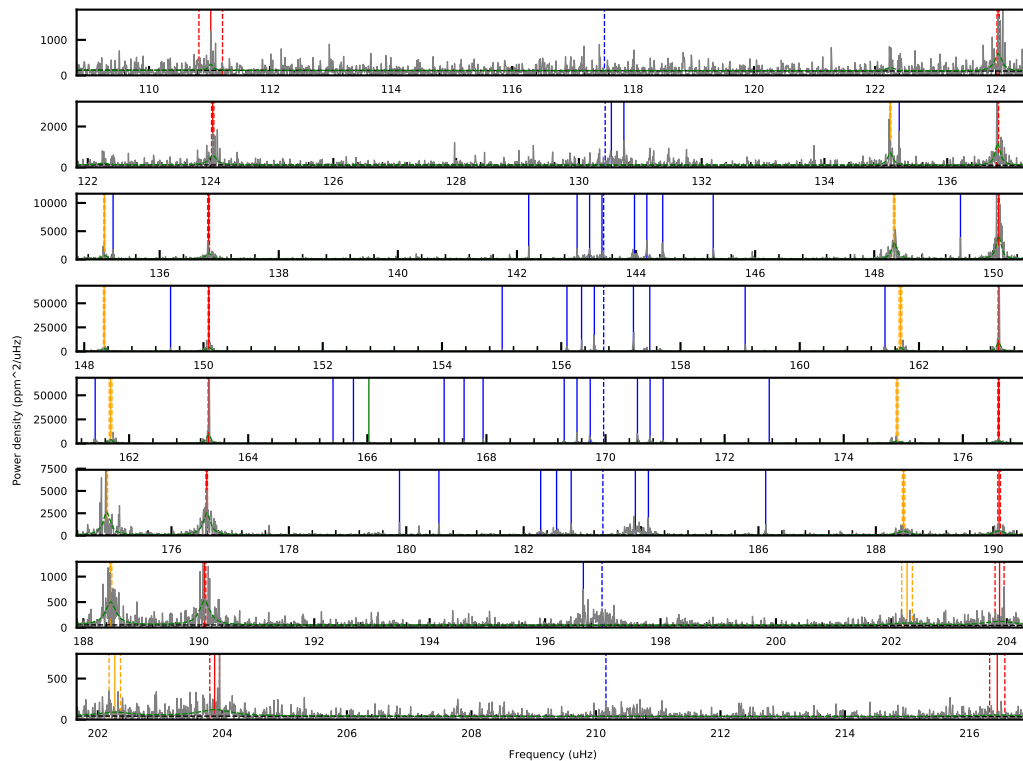 1000
0
110 112 114 116 118 120 122 124
2000
0
122 124 126 128 130 132 134 136
10000
5000
0
136 138 140 142 144 146 148 150
50000
25000
0
148 150 152 154 156 158 160 162
50000
25000
0
162 164 166 168 170 172 174 176
7500
5000
2500
0
176 178 180 182 184 186 188 190
1000
500
0
188 190 192 194 196 198 200 202 204
500
0
202 204 206 208 210 212 214 216
Power density (ppm^2/uHz)
Frequency (uHz)